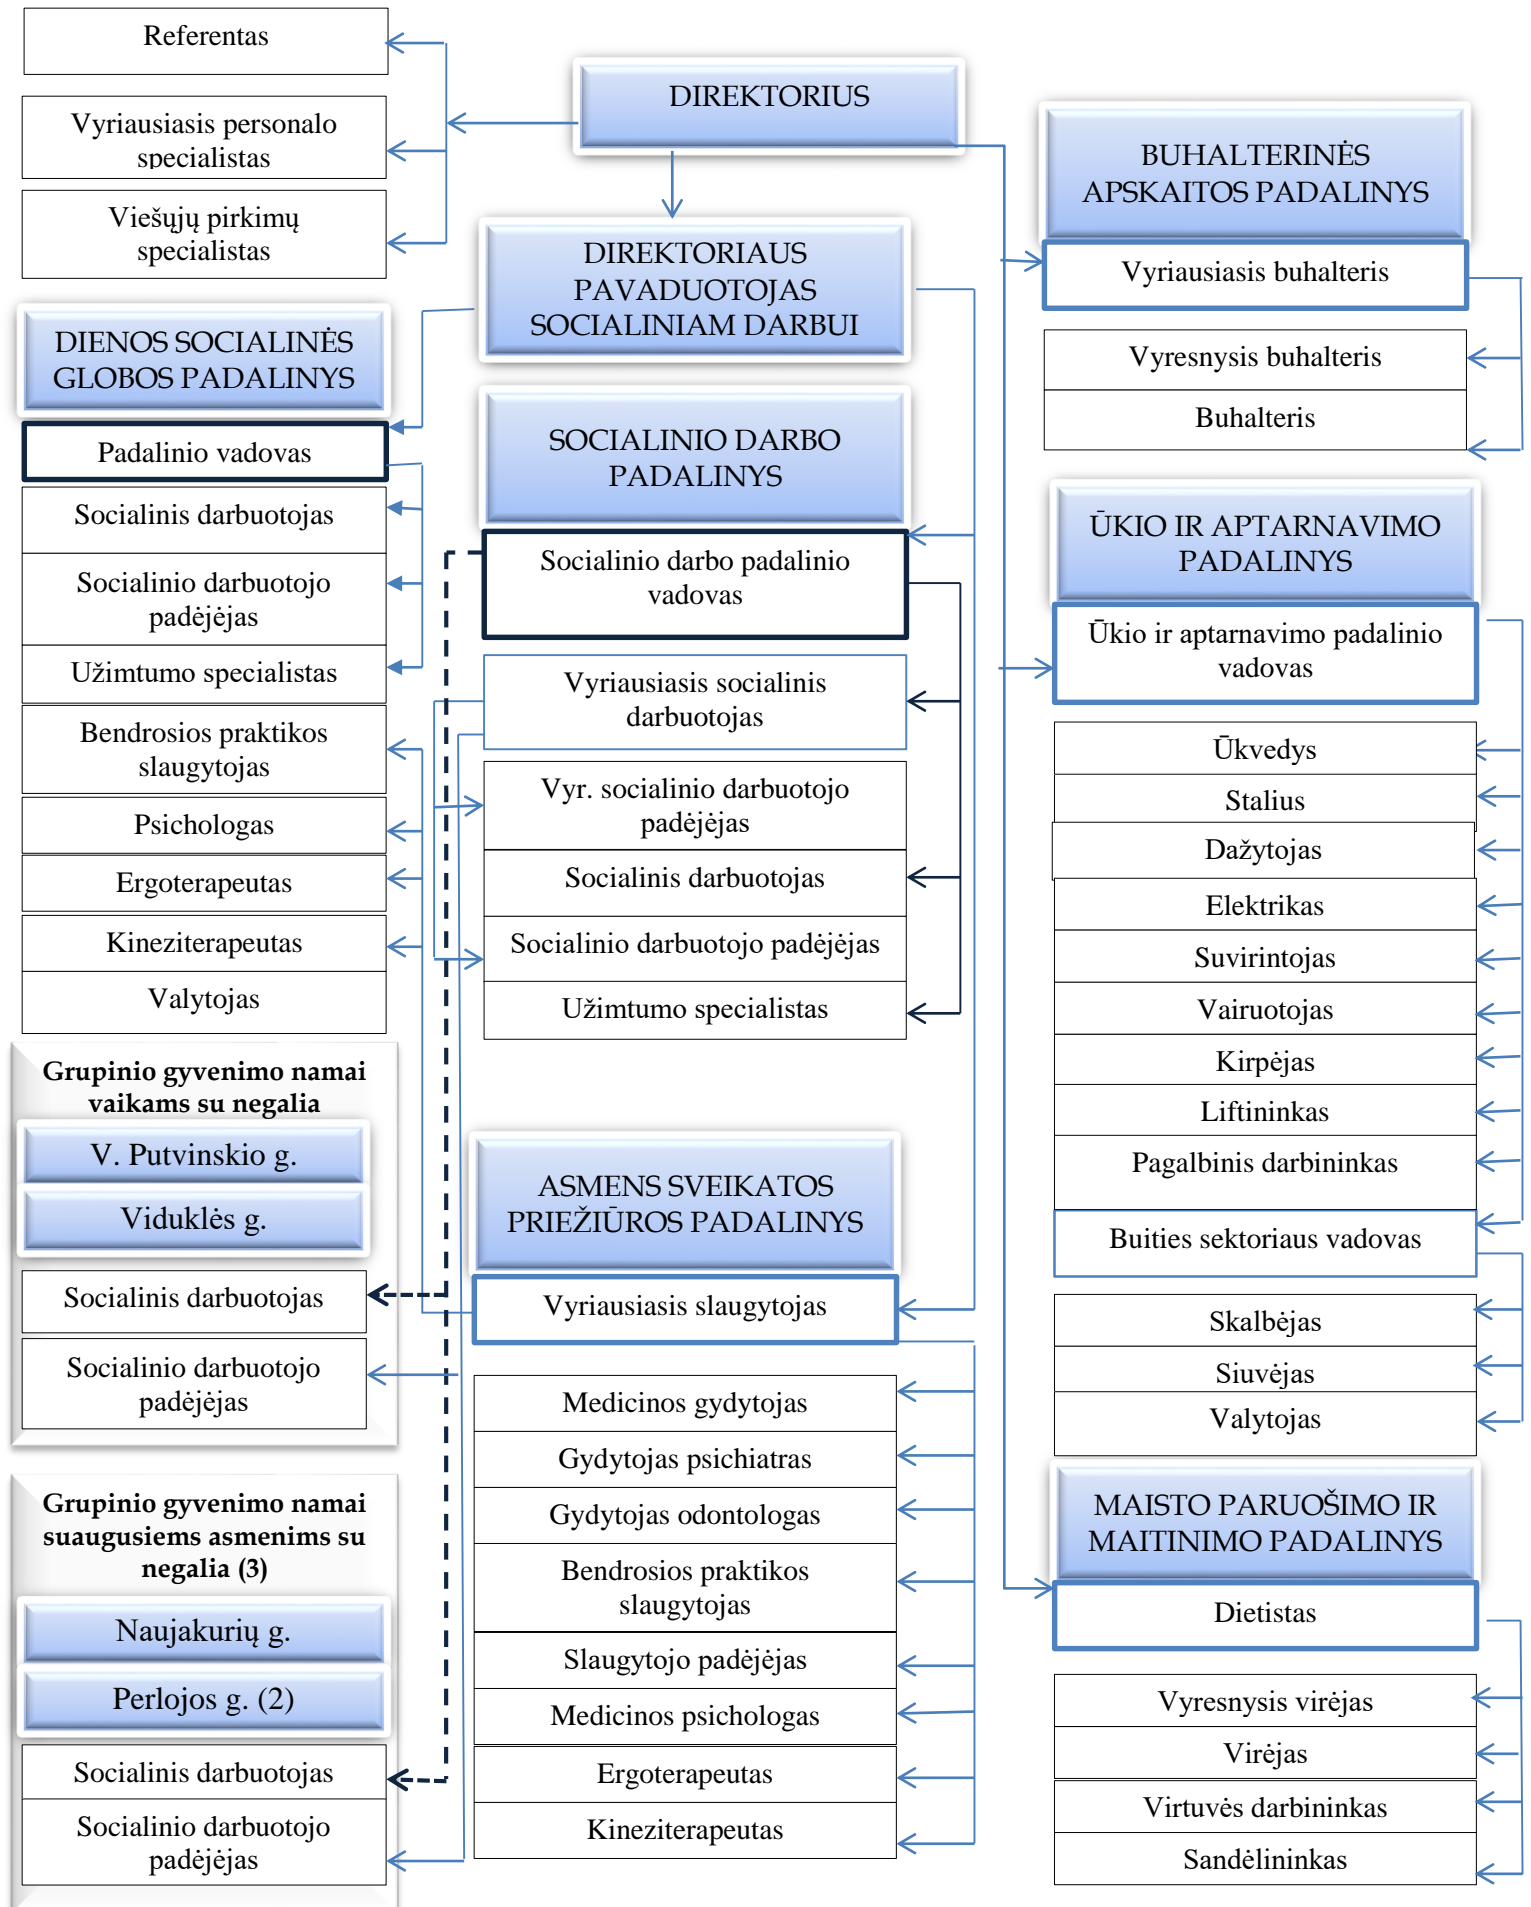 Referentas
Vyriausiasis personalo
specialistas
Viešųjų pirkimų
specialistas
DIREKTORIUS
DIREKTORIAUS
PAVADUOTOJAS
SOCIALINIAM DARBUI
DIENOS SOCIALINĖS
GLOBOS PADALINYS
Padalinio vadovas
Socialinis darbuotojas
Socialinio darbuotojo
padėjėjas
Užimtumo specialistas
Bendrosios praktikos
slaugytojas
Psichologas
Ergoterapeutas
Kineziterapeutas
Valytojas
Grupinio gyvenimo namai
vaikams su negalia
V. Putvinskio g.
Viduklės g.
Socialinis darbuotojas
Socialinio darbuotojo
padėjėjas
Grupinio gyvenimo namai
suaugusiems asmenims su
negalia (3)
Naujakurių g.
Perlojos g. (2)
Socialinis darbuotojas
Socialinio darbuotojo
padėjėjas
SOCIALINIO DARBO
PADALINYS
Socialinio darbo padalinio
vadovas
Vyriausiasis socialinis
darbuotojas
Vyr. socialinio darbuotojo
padėjėjas
Socialinis darbuotojas
Socialinio darbuotojo padėjėjas
Užimtumo specialistas
ASMENS SVEIKATOS
PRIEŽIŪROS PADALINYS
Vyriausiasis slaugytojas
Medicinos gydytojas
Gydytojas psichiatras
Gydytojas odontologas
Bendrosios praktikos
slaugytojas
Slaugytojo padėjėjas
Medicinos psichologas
Ergoterapeutas
Kineziterapeutas
BUHALTERINĖS
APSKAITOS PADALINYS
Vyriausiasis buhalteris
Vyresnysis buhalteris
Buhalteris
ŪKIO IR APTARNAVIMO
PADALINYS
Ūkio ir aptarnavimo padalinio
vadovas
Ūkvedys
Stalius
Dažytojas
Elektrikas
Suvirintojas
Vairuotojas
Kirpėjas
Liftininkas
Pagalbinis darbininkas
Buities sektoriaus vadovas
Skalbėjas
Siuvėjas
Valytojas
MAISTO PARUOŠIMO IR
MAITINIMO PADALINYS
Dietistas
Vyresnysis virėjas
Virėjas
Virtuvės darbininkas
Sandėlininkas